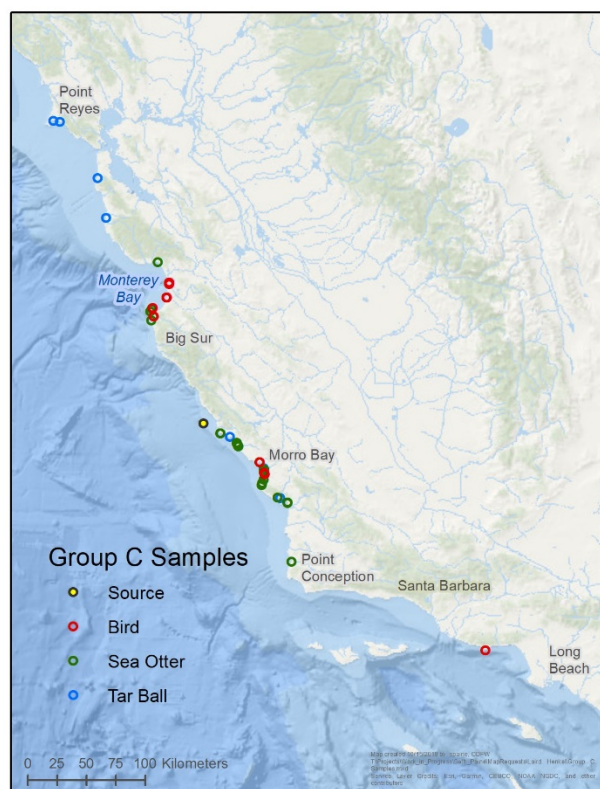 Point
Reyes
Monterey
Bay
Big Sur
Morro Bay
Group C Samples
Source
Bird
Sea Otter
Tar Ball
Point
Conception
Santa Barbara
Long
Beach
0 25 50 100 Kilometers